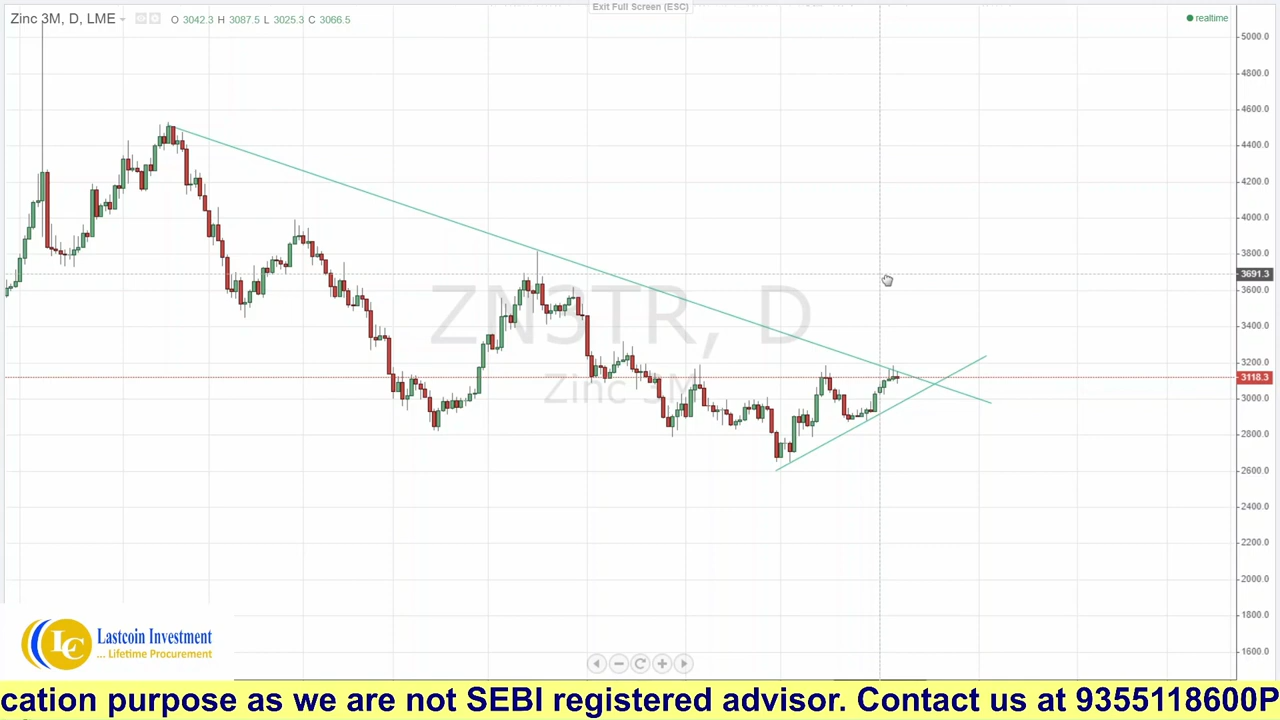 Exit Full Screen (ESC)
Zinc 3M, D, LME
O 3042.3 H 3087.5 L 3025.3 C 3066.5
realtime
5000.0
4800.0
4600.0
4400.0
4200.0
4000.0
3800.0
3691.3
3600.0
3400.0
3200.0
3118.3
3000.0
2800.0
2600.0
2400.0
2200.0
2000.0
1800.0
1600.0
ZN3TR, D
Zinc 3M
LC
Lastcoin Investment
... Lifetime Procurement
cation purpose as we are not SEBI registered advisor. Contact us at 9355118600P